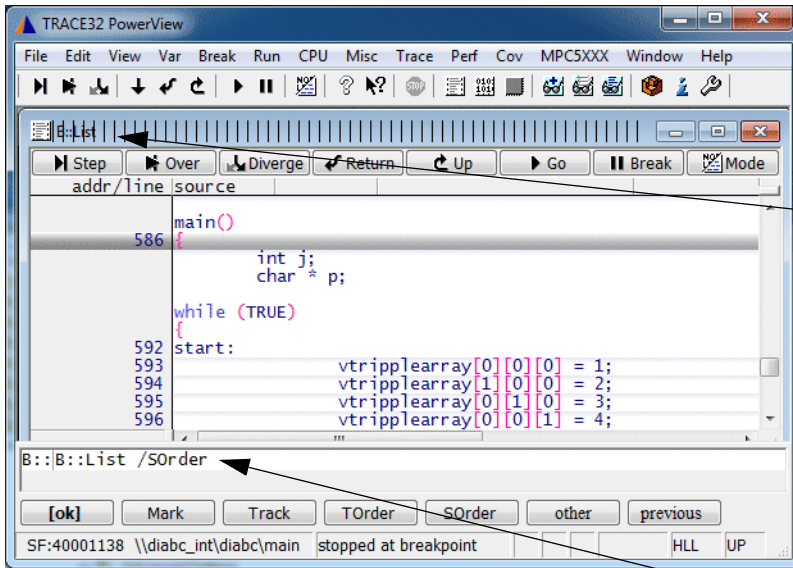 TRACE32 PowerView
File Edit View Var Break Run CPU Misc Trace Perf Cov MPC5XXX Window Help
B::List
Step Over Diverge Return Up Go Break Mode
addr/line source
main()
586 {
int j;
char * p;
while (TRUE)
{
592 start:
593 vtripplearray[0][0][0] = 1;
594 vtripplearray[1][0][0] = 2;
595 vtripplearray[0][1][0] = 3;
596 vtripplearray[0][0][1] = 4;
B::B::List /SOrder
[ok] Mark Track TOrder SOrder other previous
SF:40001138 \\diabc_int\diabc\main stopped at breakpoint HLL UP